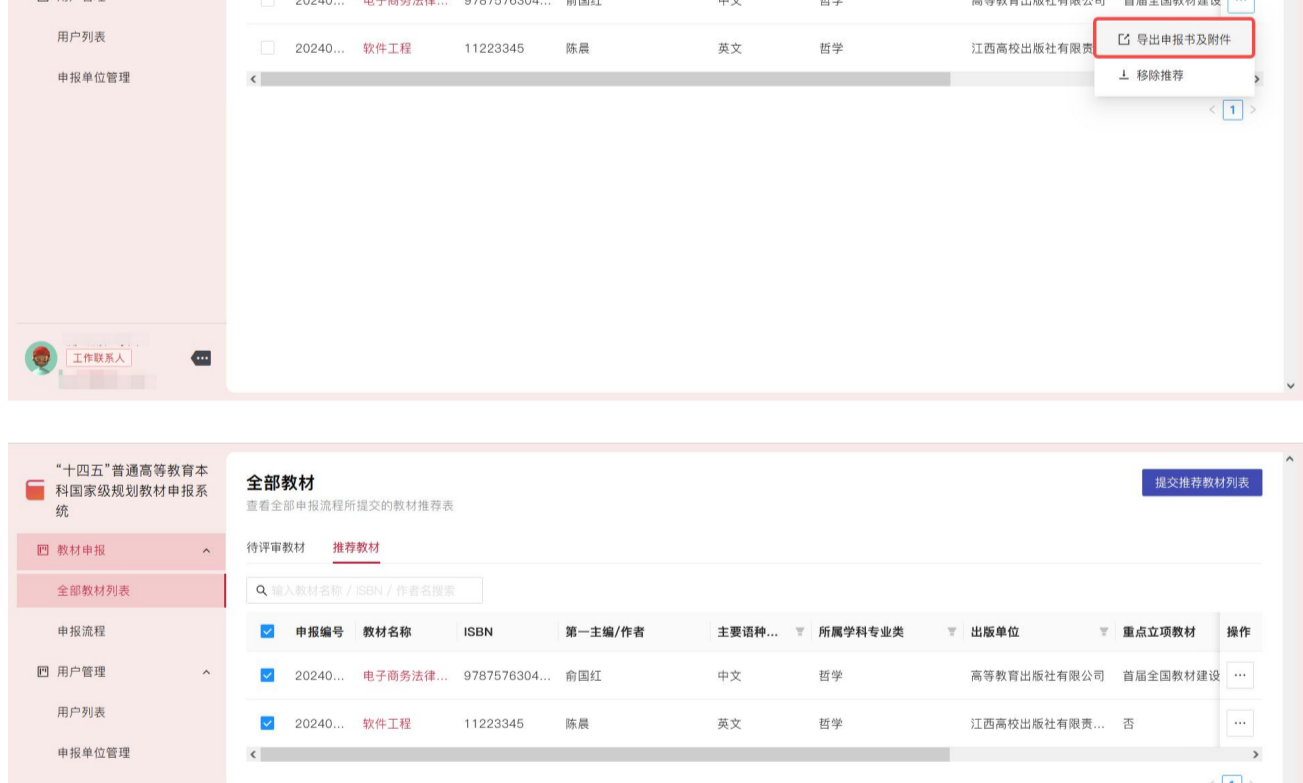 用户列表
20240... 软件工程 11223345 陈晨 英文 哲学 江西高校出版社有限责
导出申报书及附件
申报单位管理
移除推荐
1
工作联系人
“十四五”普通高等教育本
科国家级规划教材申报系
统
全部教材
提交推荐教材列表
查看全部申报流程所提交的教材推荐表
教材申报
待评审教材 推荐教材
全部教材列表
输入教材名称 / ISBN / 作者名搜索
申报流程
申报编号 教材名称 ISBN 第一主编/作者 主要语种... 所属学科专业类 出版单位 重点立项教材 操作
用户管理
20240... 电子商务法律... 9787576304... 俞国红 中文 哲学 高等教育出版社有限公司 首届全国教材建设 ...
用户列表
20240... 软件工程 11223345 陈晨 英文 哲学 江西高校出版社有限责... 否 ...
申报单位管理